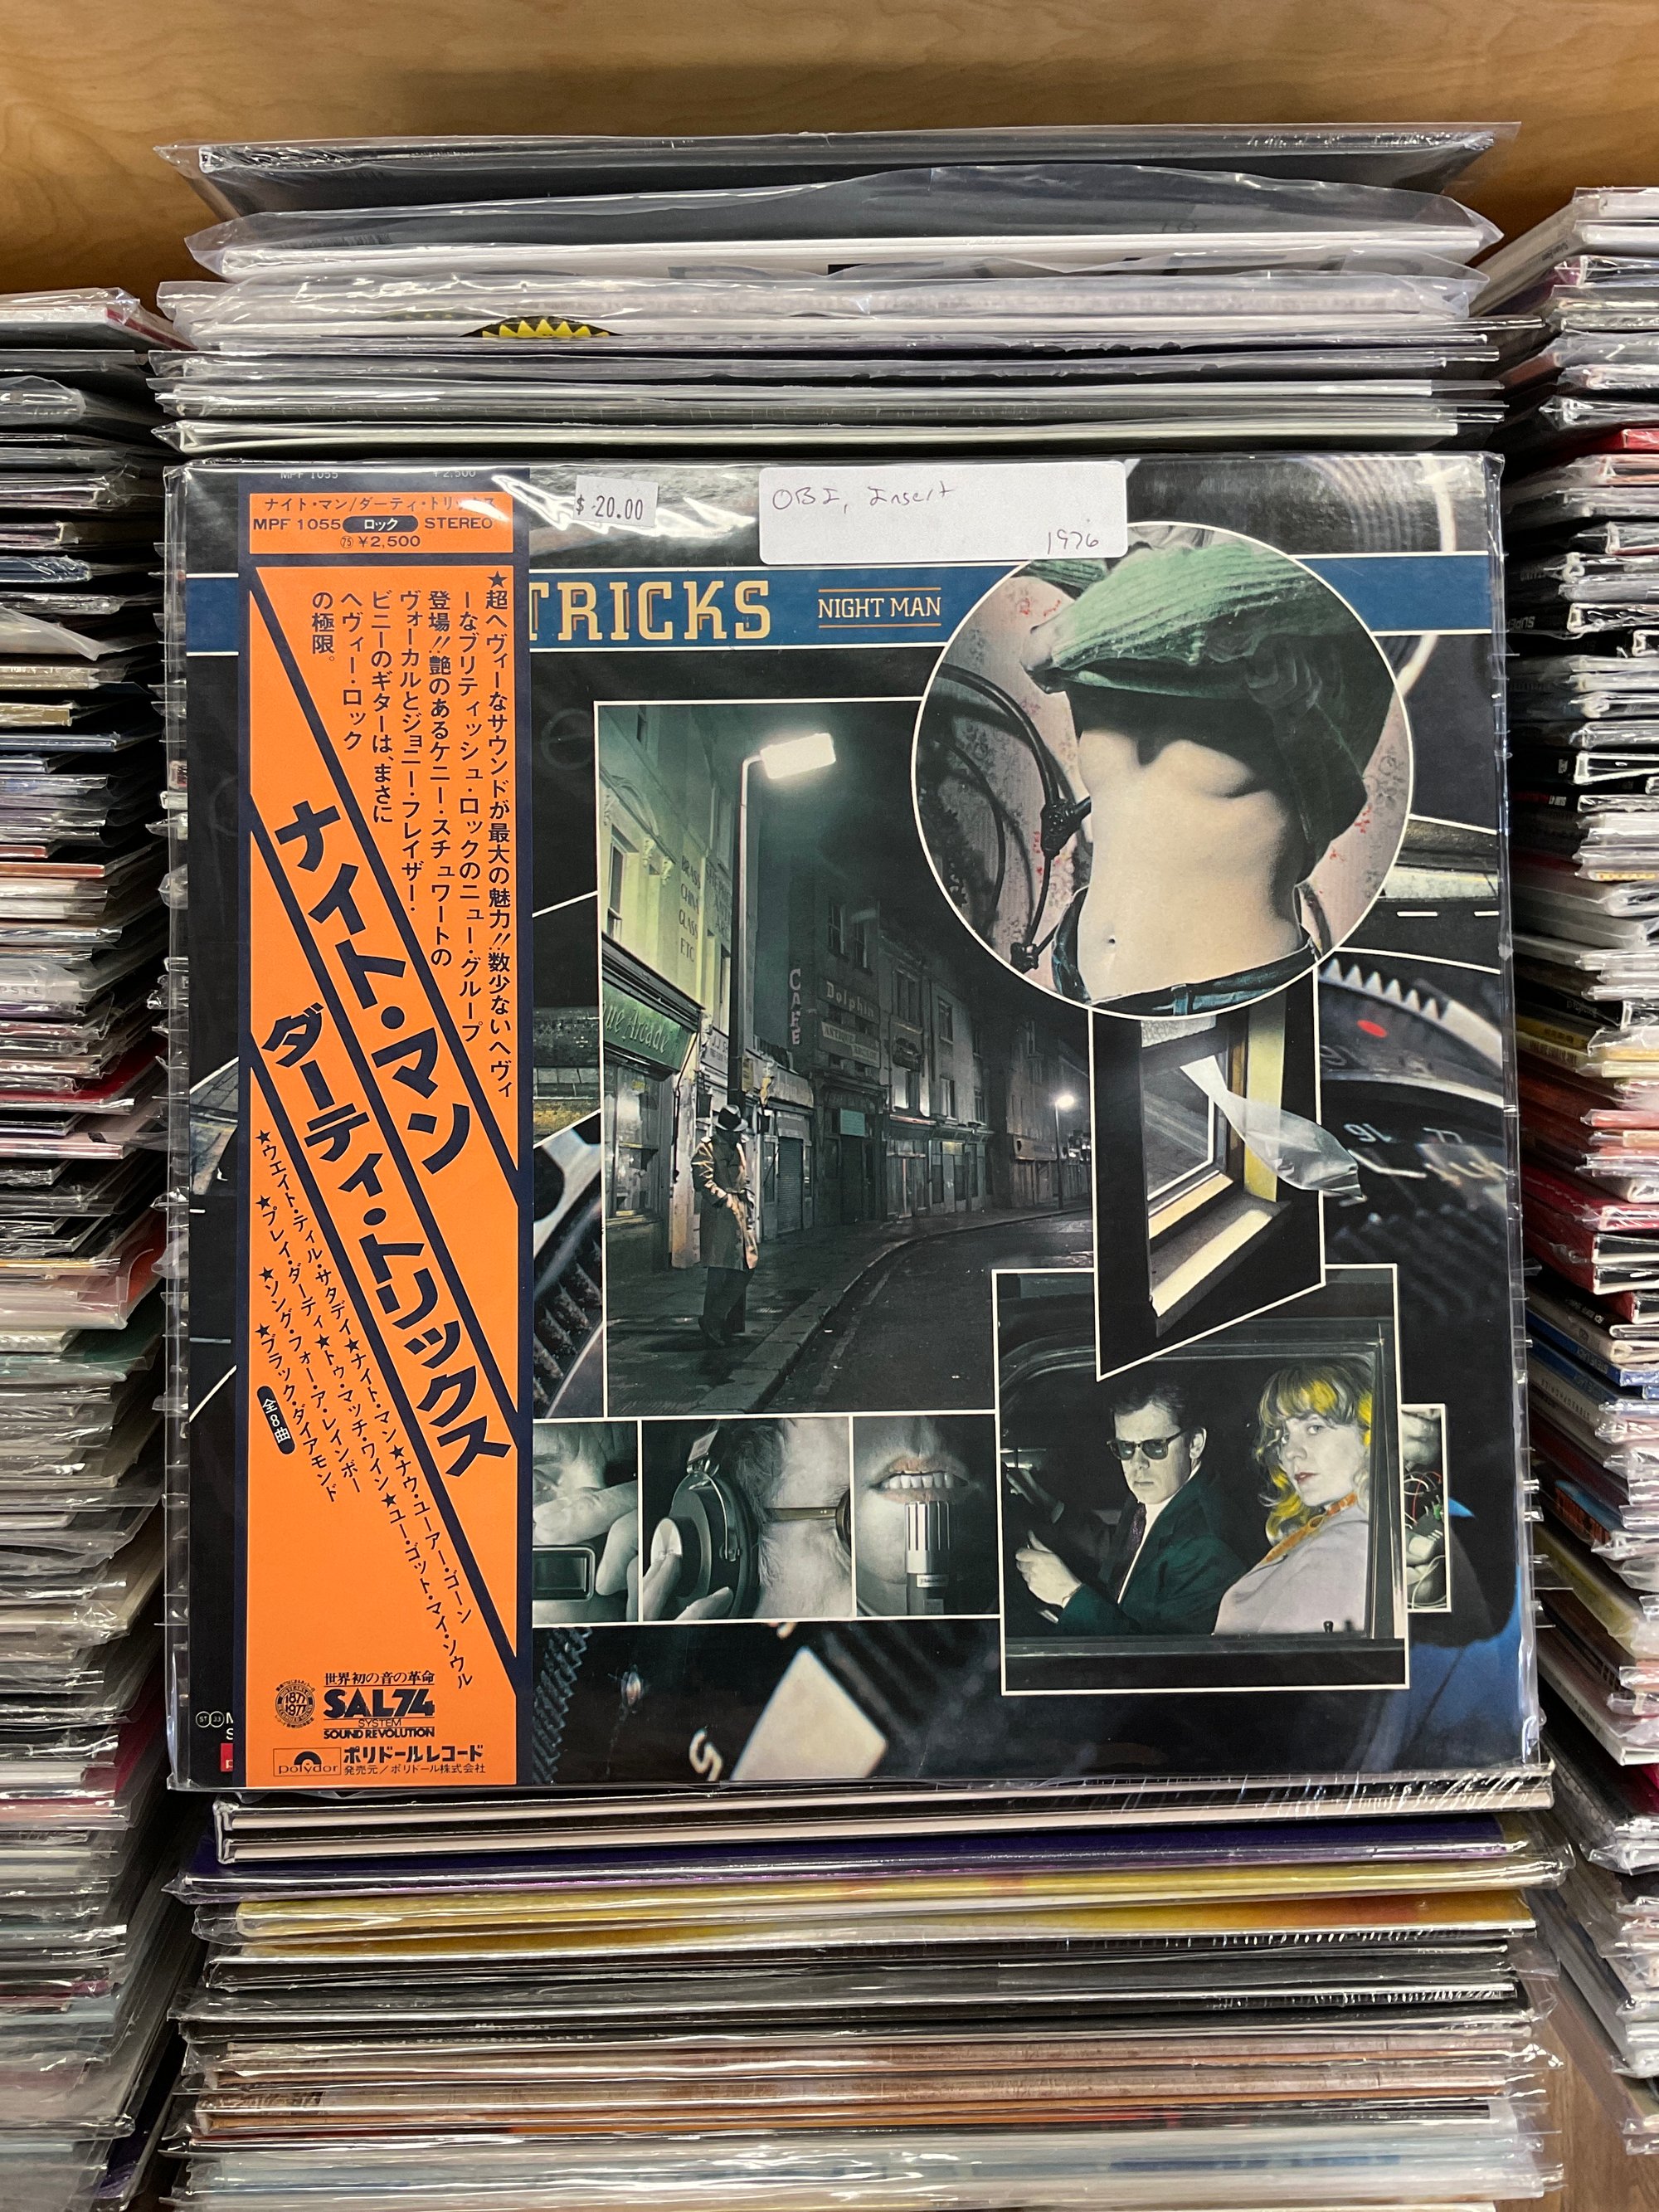 MPF 1055 ¥2,500
ナイト・マン/ダーティ・トリックス
MPF 1055 ロック STEREO
㊆ ¥2,500
$ 20.00
OBI, Insert
1976
TRICKS
NIGHT MAN
★超ヘヴィーなサウンドが最大の魅力!!数少ないヘヴィ
ーなブリティッシュ・ロックのニュー・グループ
登場!!艶のあるケニー・スチュワートの
ヴォーカルとジョニー・フレイザー・
ビニーのギターは、まさに
ヘヴィー・ロック
の極限。
ナイト・マン
ダーティ・トリックス
★ウエイト・ティル・サタデイ★ナイト・マン★ナウ・ユーアー・ゴーン
★プレイ・ダーティ★トゥ・マッチ・ワイン★ユー・ゴット・マイ・ソウル
★ソング・フォー・ア・レインボー
★ブラック・ダイアモンド
全8曲
1877
1977
世界初の音の革命
SAL74
SYSTEM
SOUND REVOLUTION
polydor
ポリドールレコード
発売元/ポリドール株式会社
BRASS
CHINA
GLASS
ETC
CAFE
Dolphin
Arcade
16
22
5